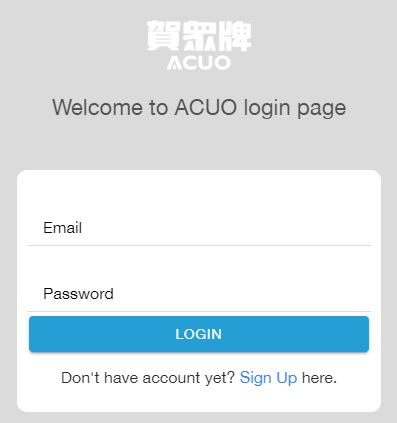 賀眾牌
ACUO
Welcome to ACUO login page
Email
Password
LOGIN
Don't have account yet? Sign Up here.